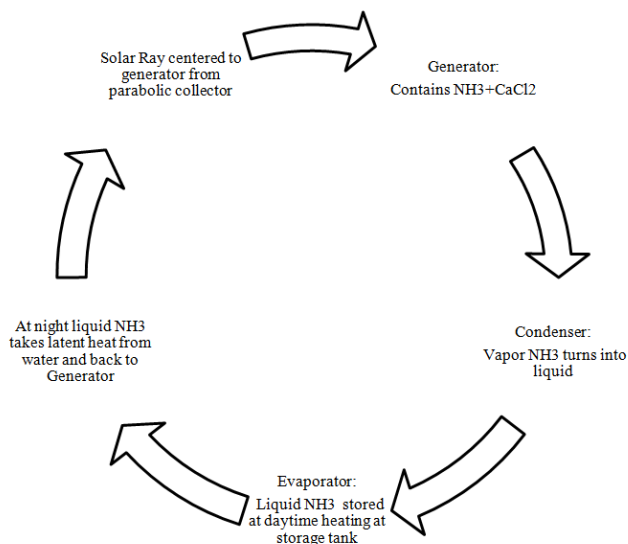 Solar Ray centered to
generator from
parabolic collector
Generator:
Contains NH3+CaCl2
Condenser:
Vapor NH3 turns into
liquid
Evaporator:
Liquid NH3 stored
at daytime heating at
storage tank
At night liquid NH3
takes latent heat from
water and back to
Generator